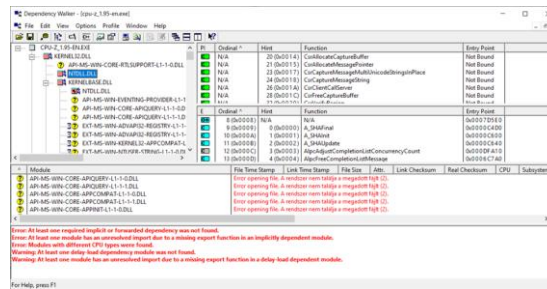 Dependency Walker - [cpu-z_1.95-en.exe]
File Edit View Options Profile Window Help
CPU-Z_1.95-EN.EXE
KERNEL32.DLL
API-MS-WIN-CORE-RTLSUPPORT-L1-1-0.DLL
NTDLL.DLL
KERNELBASE.DLL
NTDLL.DLL
API-MS-WIN-EVENTING-PROVIDER-L1-1
API-MS-WIN-CORE-APIQUERY-L1-1-0.D
API-MS-WIN-CORE-APIQUERY-L1-1-1.D
EXT-MS-WIN-ADVAPI32-REGISTRY-L1-1
EXT-MS-WIN-ADVAPI32-REGISTRY-L1-1
EXT-MS-WIN-KERNEL32-APPCOMPAT-L
EXT-MS-WIN-NTUSER-STRING-L1-1-0.D
PI Ordinal ^ Hint Function Entry Point
N/A 20 (0x0014) CsrAllocateCaptureBuffer Not Bound
N/A 21 (0x0015) CsrAllocateMessagePointer Not Bound
N/A 23 (0x0017) CsrCaptureMessageMultiUnicodeStringsInPlace Not Bound
N/A 24 (0x0018) CsrCaptureMessageString Not Bound
N/A 26 (0x001A) CsrClientCallServer Not Bound
N/A 28 (0x001C) CsrFreeCaptureBuffer Not Bound
E Ordinal ^ Hint Function Entry Point
8 (0x0008) N/A N/A 0x0007D5E0
9 (0x0009) 0 (0x0000) A_SHAFinal
10 (0x000A) 1 (0x0001) A_SHAInit
11 (0x000B) 2 (0x0002) A_SHAUpdate
12 (0x000C) 3 (0x0003) AlpcAdjustCompletionListConcurrencyCount
13 (0x000D) 4 (0x0004) AlpcFreeCompletionListMessage
Module File Time Stamp Link Time Stamp File Size Attr. Link Checksum Real Checksum CPU Subsystem
API-MS-WIN-CORE-APIQUERY-L1-1-0.DLL Error opening file. A rendszer nem találja a megadott fájlt (2).
API-MS-WIN-CORE-APIQUERY-L1-1-1.DLL Error opening file. A rendszer nem találja a megadott fájlt (2).
API-MS-WIN-CORE-APPCOMPAT-L1-1-0.DLL Error opening file. A rendszer nem találja a megadott fájlt (2).
API-MS-WIN-CORE-APPCOMPAT-L1-1-1.DLL Error opening file. A rendszer nem találja a megadott fájlt (2).
API-MS-WIN-CORE-APPINIT-L1-1-0.DLL Error opening file. A rendszer nem találja a megadott fájlt (2).
Error: At least one required implicit or forwarded dependency was not found.
Error: At least one module has an unresolved import due to a missing export function in an implicitly dependent module.
Error: Modules with different CPU types were found.
Warning: At least one delay-load dependency module was not found.
Warning: At least one module has an unresolved import due to a missing export function in a delay-load dependent module.
For Help, press F1